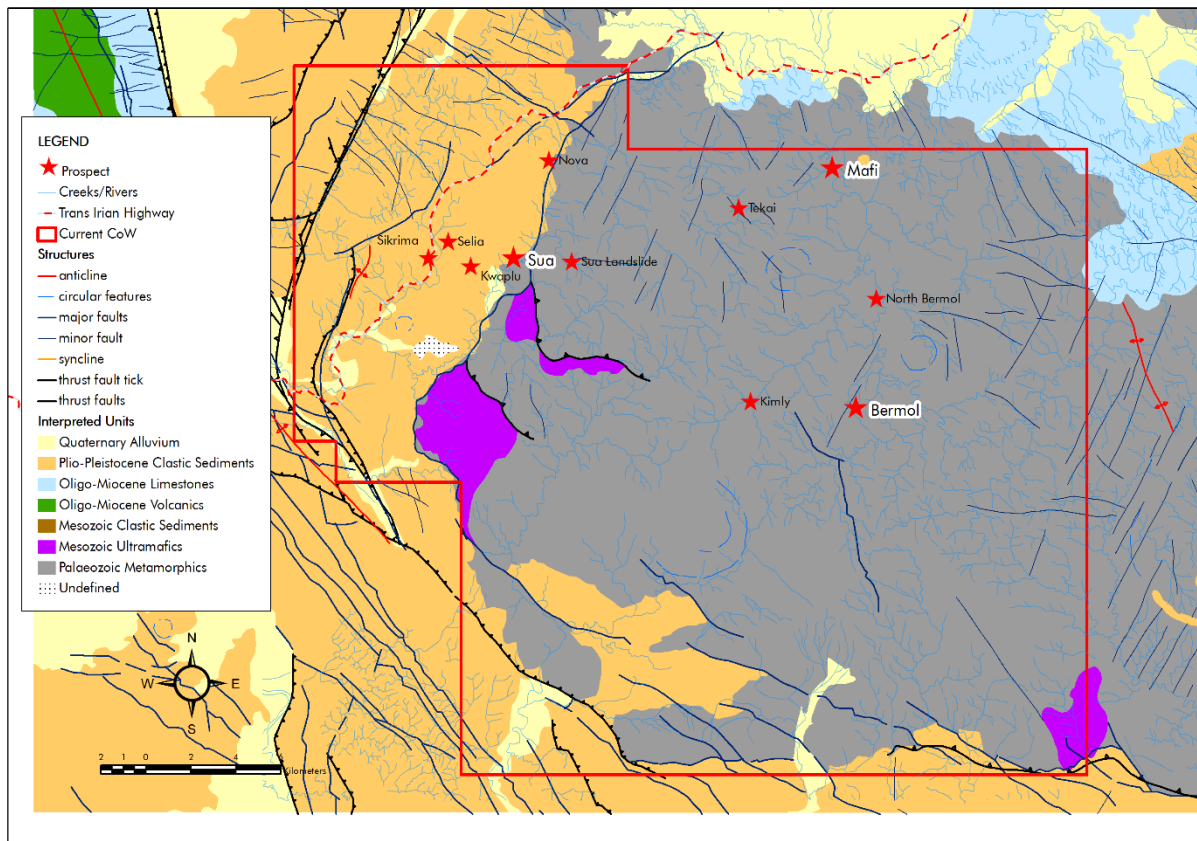 LEGEND
Prospect
Creeks/Rivers
Trans Irian Highway
Current CoW
Structures
anticline
circular features
major faults
minor fault
syncline
thrust fault tick
thrust faults
Interpreted Units
Quaternary Alluvium
Plio-Pleistocene Clastic Sediments
Oligo-Miocene Limestones
Oligo-Miocene Volcanics
Mesozoic Clastic Sediments
Mesozoic Ultramafics
Palaeozoic Metamorphics
Undefined
N
W E
S
2 1 0 2 4
Kilometers
Nova
Mafi
Tekai
Sikrima
Selia
Kwaplu
Sua
Sua Landslide
North Bermol
Kimly
Bermol